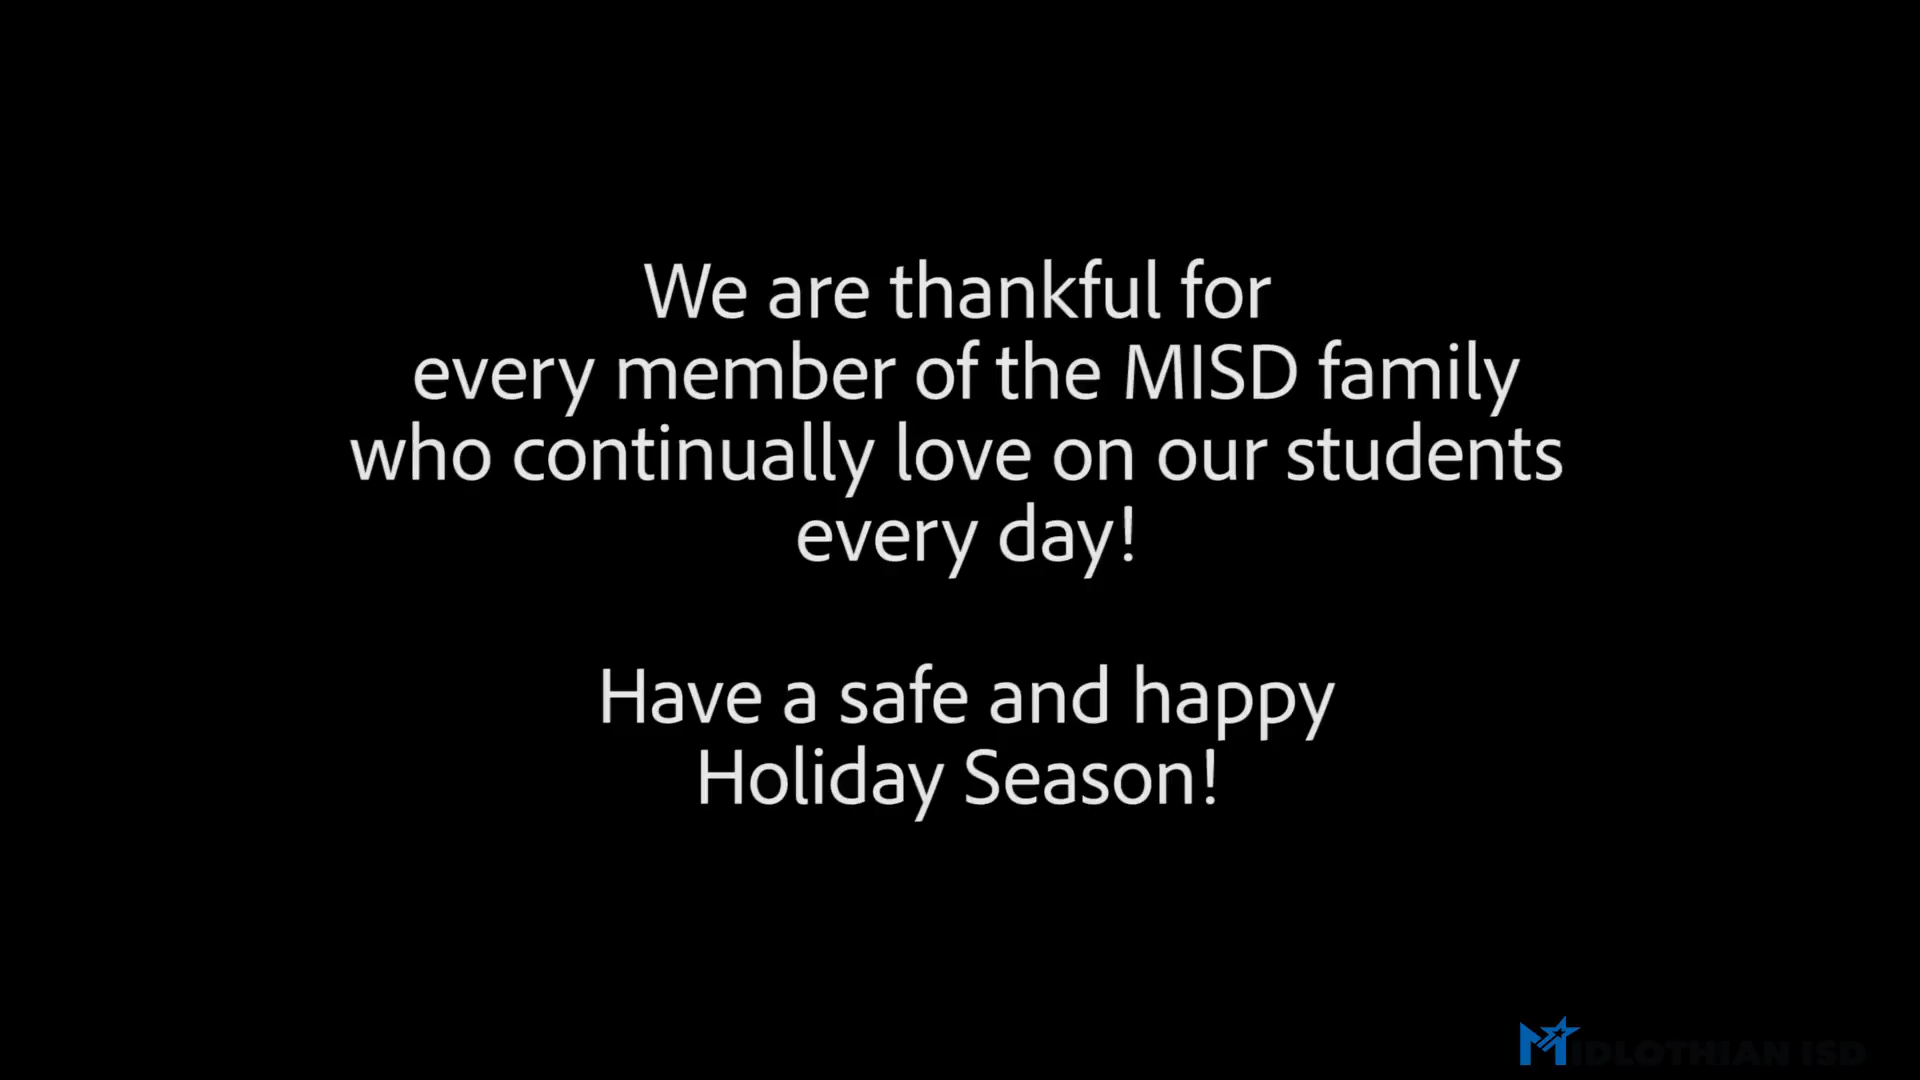 We are thankful for
every member of the MISD family
who continually love on our students
every day!
Have a safe and happy
Holiday Season!
MIDLOTHIAN ISD